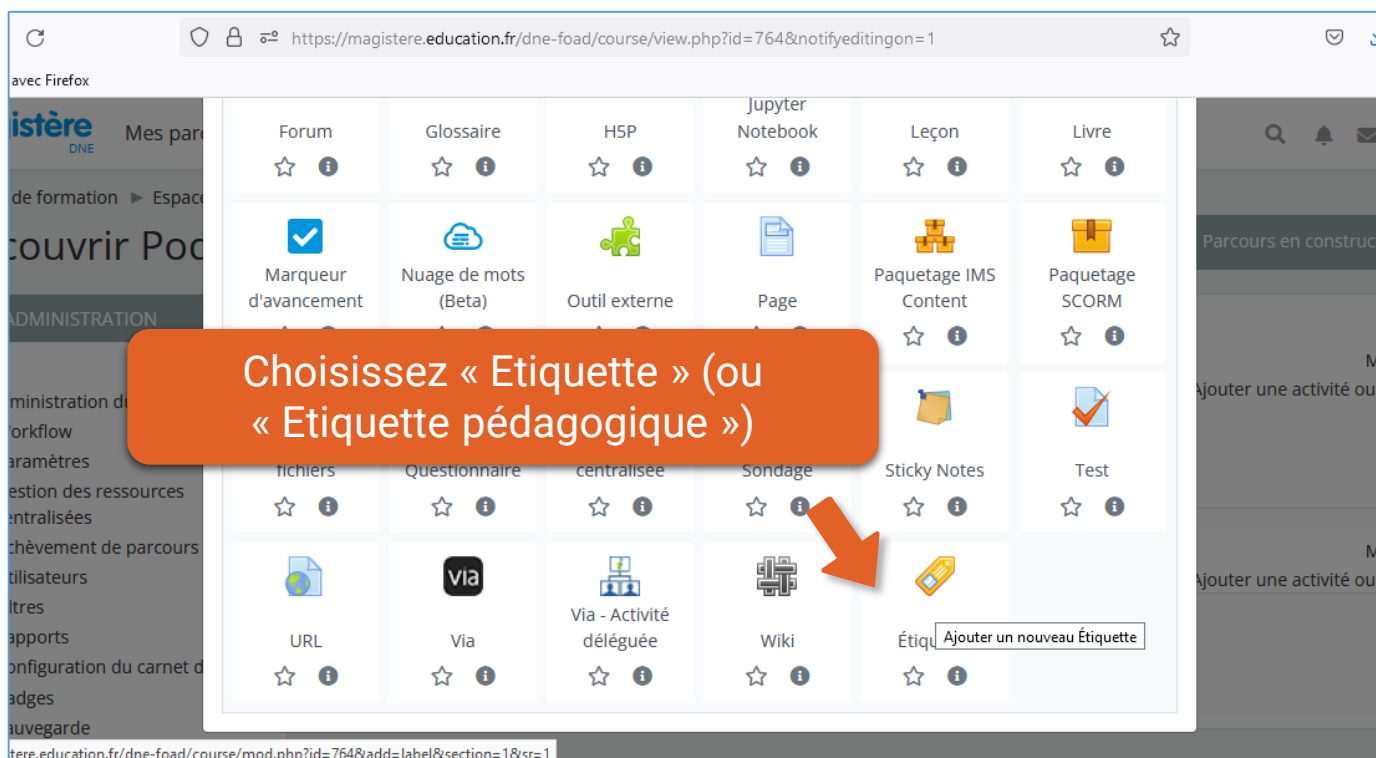 https://magistere.education.fr/dne-foad/course/view.php?id=764&notifyeditingon=1
avec Firefox
istère
DNE
Mes parc
Forum
Glossaire
H5P
Jupyter
Notebook
Leçon
Livre
de formation ► Espace
couvrir Pod
Parcours en construc
Marqueur
d'avancement
Nuage de mots
(Beta)
Outil externe
Page
Paquetage IMS
Content
Paquetage
SCORM
ADMINISTRATION
Choisissez « Etiquette » (ou
« Etiquette pédagogique »)
M
Ajouter une activité ou
ministration du
orkflow
aramètres
estion des ressources
entralisées
chèvement de parcours
tilisateurs
ltres
apports
onfiguration du carnet d
adges
auvegarde
fichiers
Questionnaire
centralisée
Sondage
Sticky Notes
Test
M
Ajouter une activité ou
URL
via
Via
Via - Activité
déléguée
Wiki
Étiqu
Ajouter un nouveau Étiquette
tere.education.fr/dne-foad/course/mod.php?id=764&add=label&section=1&sr=1